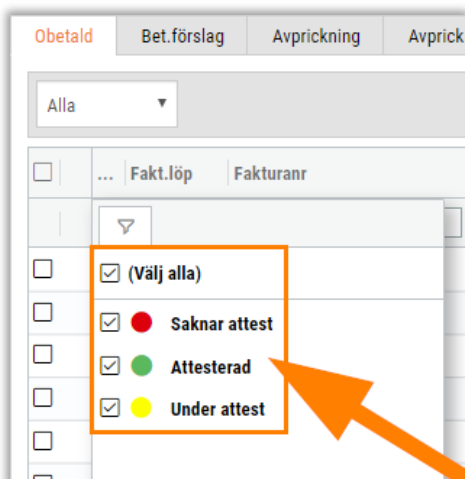 Obetald Bet.förslag Avprickning Avprick
Alla
... Fakt.löp Fakturanr
(Välj alla)
Saknar attest
Attesterad
Under attest